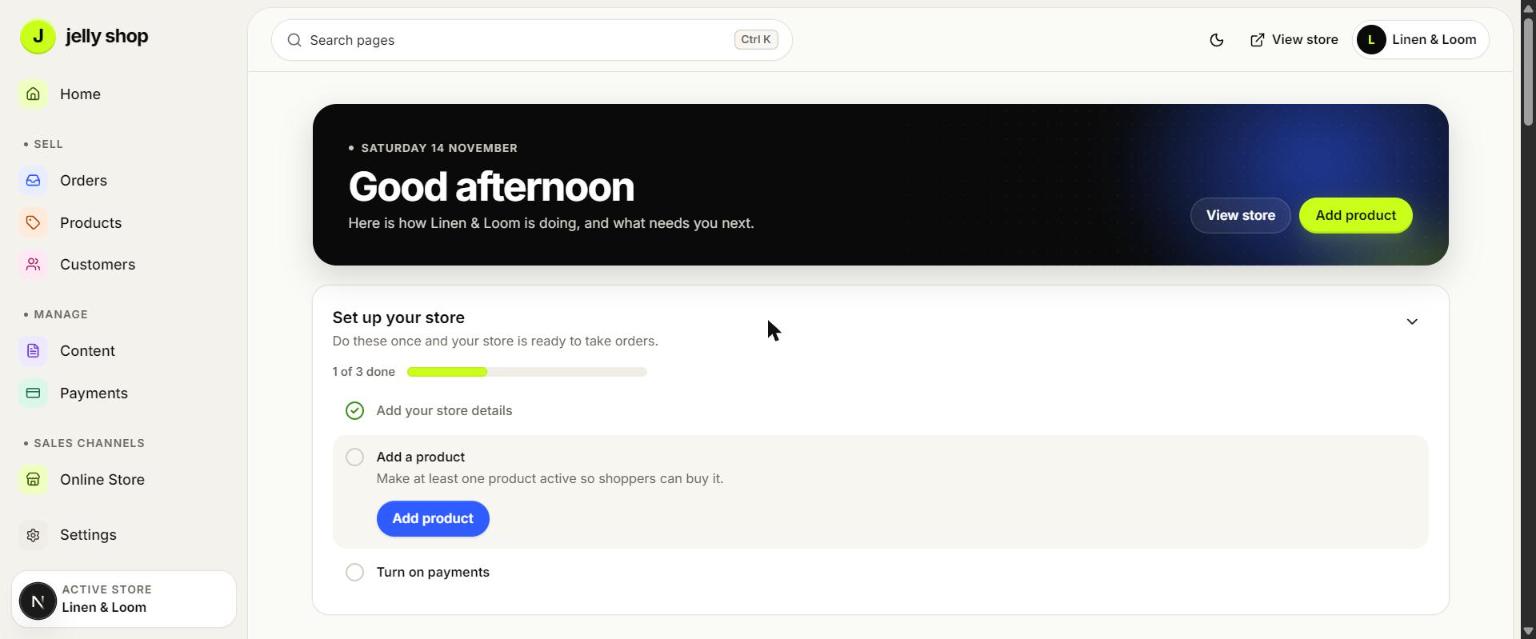 J jelly shop
Search pages
Ctrl K
View store
L Linen & Loom
Home
• SELL
Orders
Products
Customers
• MANAGE
Content
Payments
• SALES CHANNELS
Online Store
Settings
N
ACTIVE STORE
Linen & Loom
• SATURDAY 14 NOVEMBER
Good afternoon
Here is how Linen & Loom is doing, and what needs you next.
View store
Add product
Set up your store
Do these once and your store is ready to take orders.
1 of 3 done
Add your store details
Add a product
Make at least one product active so shoppers can buy it.
Add product
Turn on payments